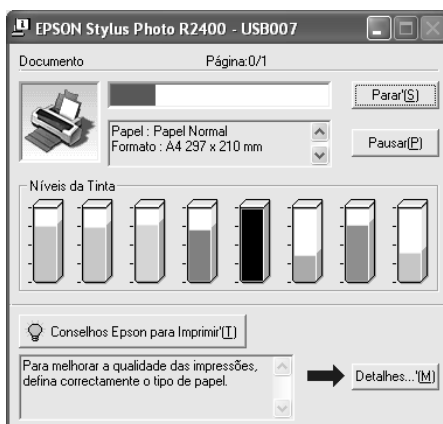 EPSON Stylus Photo R2400 - USB007
Documento Página:0/1
Parar'(S)
Papel : Papel Normal
Formato : A4 297 x 210 mm
Pausar(P)
Níveis da Tinta
Conselhos Epson para Imprimir'(T)
Para melhorar a qualidade das impressões,
defina correctamente o tipo de papel.
Detalhes...'(M)